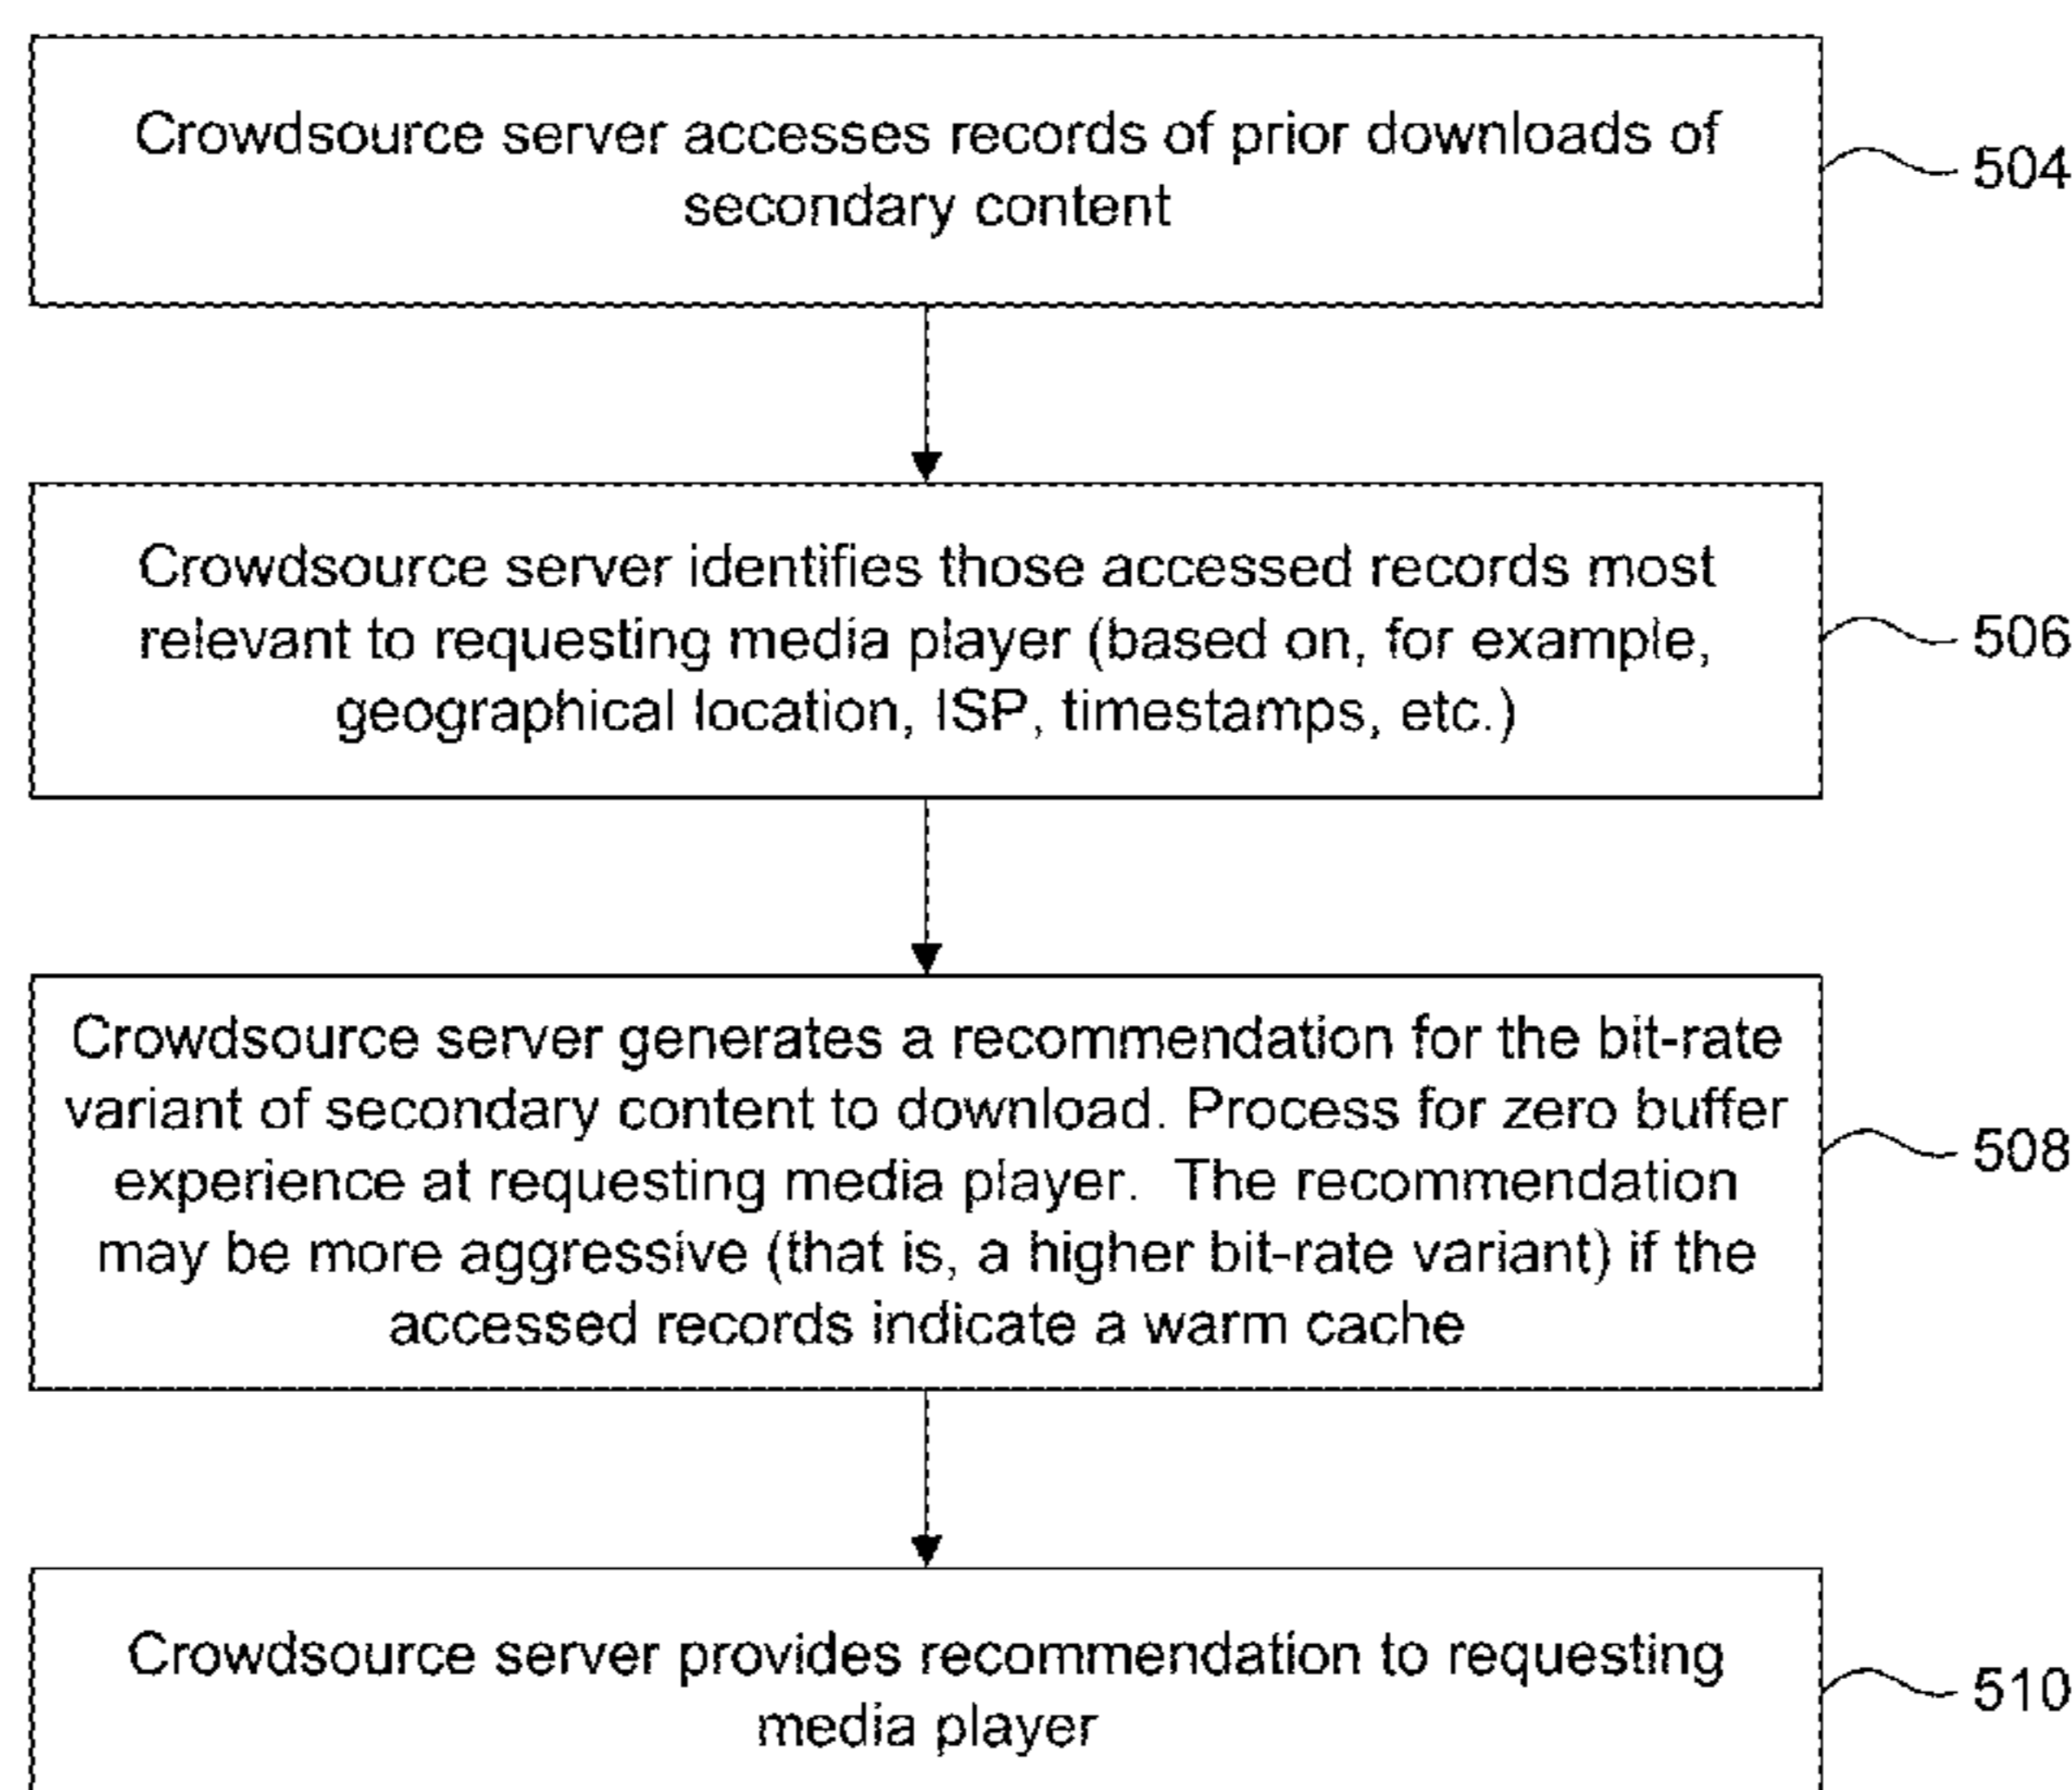 Crowdsource server accesses records of prior downloads of
secondary content
504
Crowdsource server identifies those accessed records most
relevant to requesting media player (based on, for example,
geographical location, ISP, timestamps, etc.)
506
Crowdsource server generates a recommendation for the bit-rate
variant of secondary content to download. Process for zero buffer
experience at requesting media player. The recommendation
may be more aggressive (that is, a higher bit-rate variant) if the
accessed records indicate a warm cache
508
Crowdsource server provides recommendation to requesting
media player
510